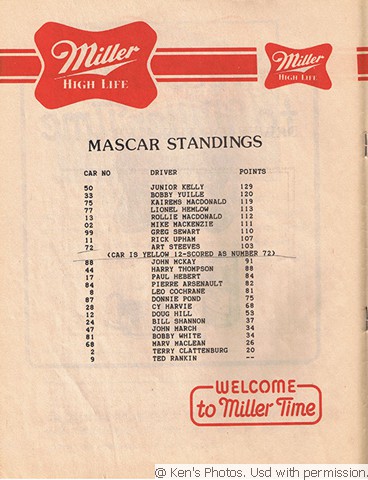 Miller
HIGH LIFE
Miller
HIGH LIFE
MASCAR STANDINGS
CAR NO DRIVER POINTS
50 JUNIOR KELLY 129
33 BOBBY YUILLE 120
75 KAIREMS MACDONALD 119
77 LIONEL HEMLOW 113
13 ROLLIE MACDONALD 112
02 MIKE MACKENZIE 111
99 GREG SEWART 110
11 RICK UPHAM 107
72 ART STEEVES 103
(CAR IS YELLOW 12-SCORED AS NUMBER 72)
88 JOHN MCKAY 91
44 HARRY THOMPSON 88
17 PAUL HEBERT 84
84 PIERRE ARSENAULT 82
8 LEO COCHRANE 81
87 DONNIE POND 75
28 CY HARVIE 68
12 DOUG HILL 53
24 BILL SHANNON 37
47 JOHN MARCH 34
81 BOBBY WHITE 34
68 MARV MACLEAN 26
2 TERRY CLATTENBURG 20
9 TED RANKIN --
WELCOME
to Miller Time
@ Ken's Photos. Usd with permission.